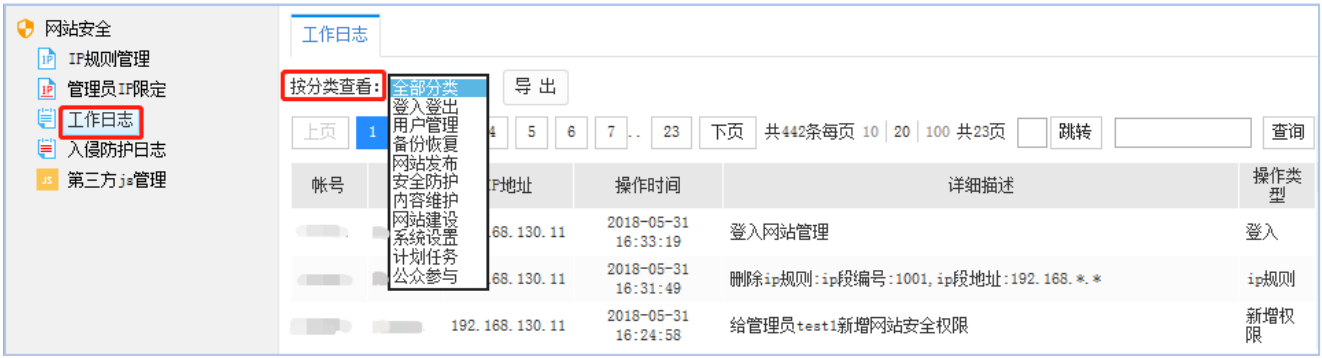 网站安全
IP规则管理
管理员IP限定
工作日志
入侵防护日志
第三方js管理
工作日志
按分类查看: 全部分类 导 出
登入登出
用户管理
备份恢复
网站发布
安全防护
内容维护
网站建设
系统设置
计划任务
公众参与
上页 1 4 5 6 7 .. 23 下页 共442条每页 10 20 100 共23页 跳转 查询
帐号 IP地址 操作时间 详细描述 操作类
型
68.130.11 2018-05-31
16:33:19 登入网站管理 登入
68.130.11 2018-05-31
16:31:49 删除ip规则:ip段编号:1001,ip段地址:192.168.*.* ip规则
192.168.130.11 2018-05-31
16:24:58 给管理员test1新增网站安全权限 新增权
限